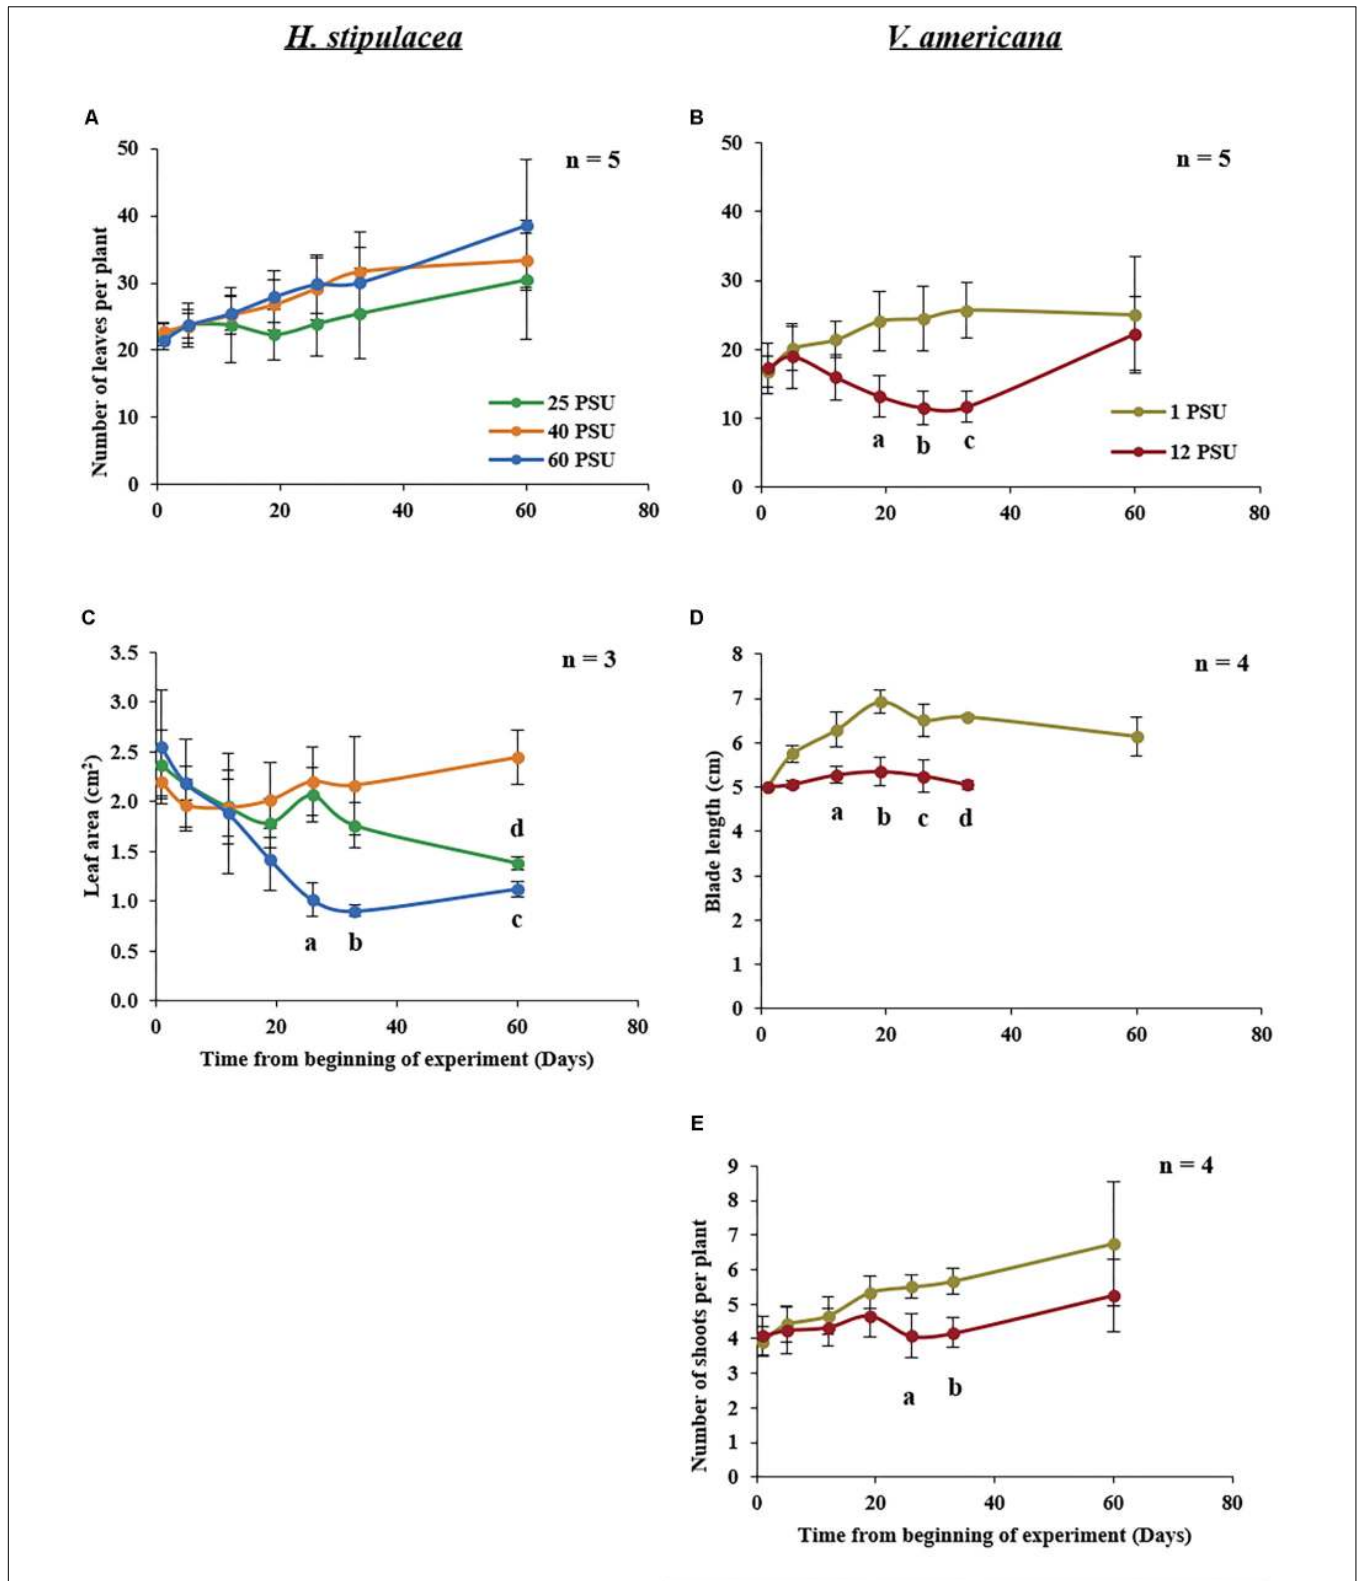 H. stipulacea
V. americana
A
50
40
30
20
10
0
Number of leaves per plant
n = 5
25 PSU
40 PSU
60 PSU
0 20 40 60 80
B
50
40
30
20
10
0
n = 5
a b c
1 PSU
12 PSU
0 20 40 60 80
C
3.5
3.0
2.5
2.0
1.5
1.0
0.5
0.0
Leaf area (cm²)
n = 3
d
c
a b
0 20 40 60 80
Time from beginning of experiment (Days)
D
8
7
6
5
4
3
2
1
0
Blade length (cm)
n = 4
a b c d
0 20 40 60 80
E
9
8
7
6
5
4
3
2
1
0
Number of shoots per plant
n = 4
a b
0 20 40 60 80
Time from beginning of experiment (Days)